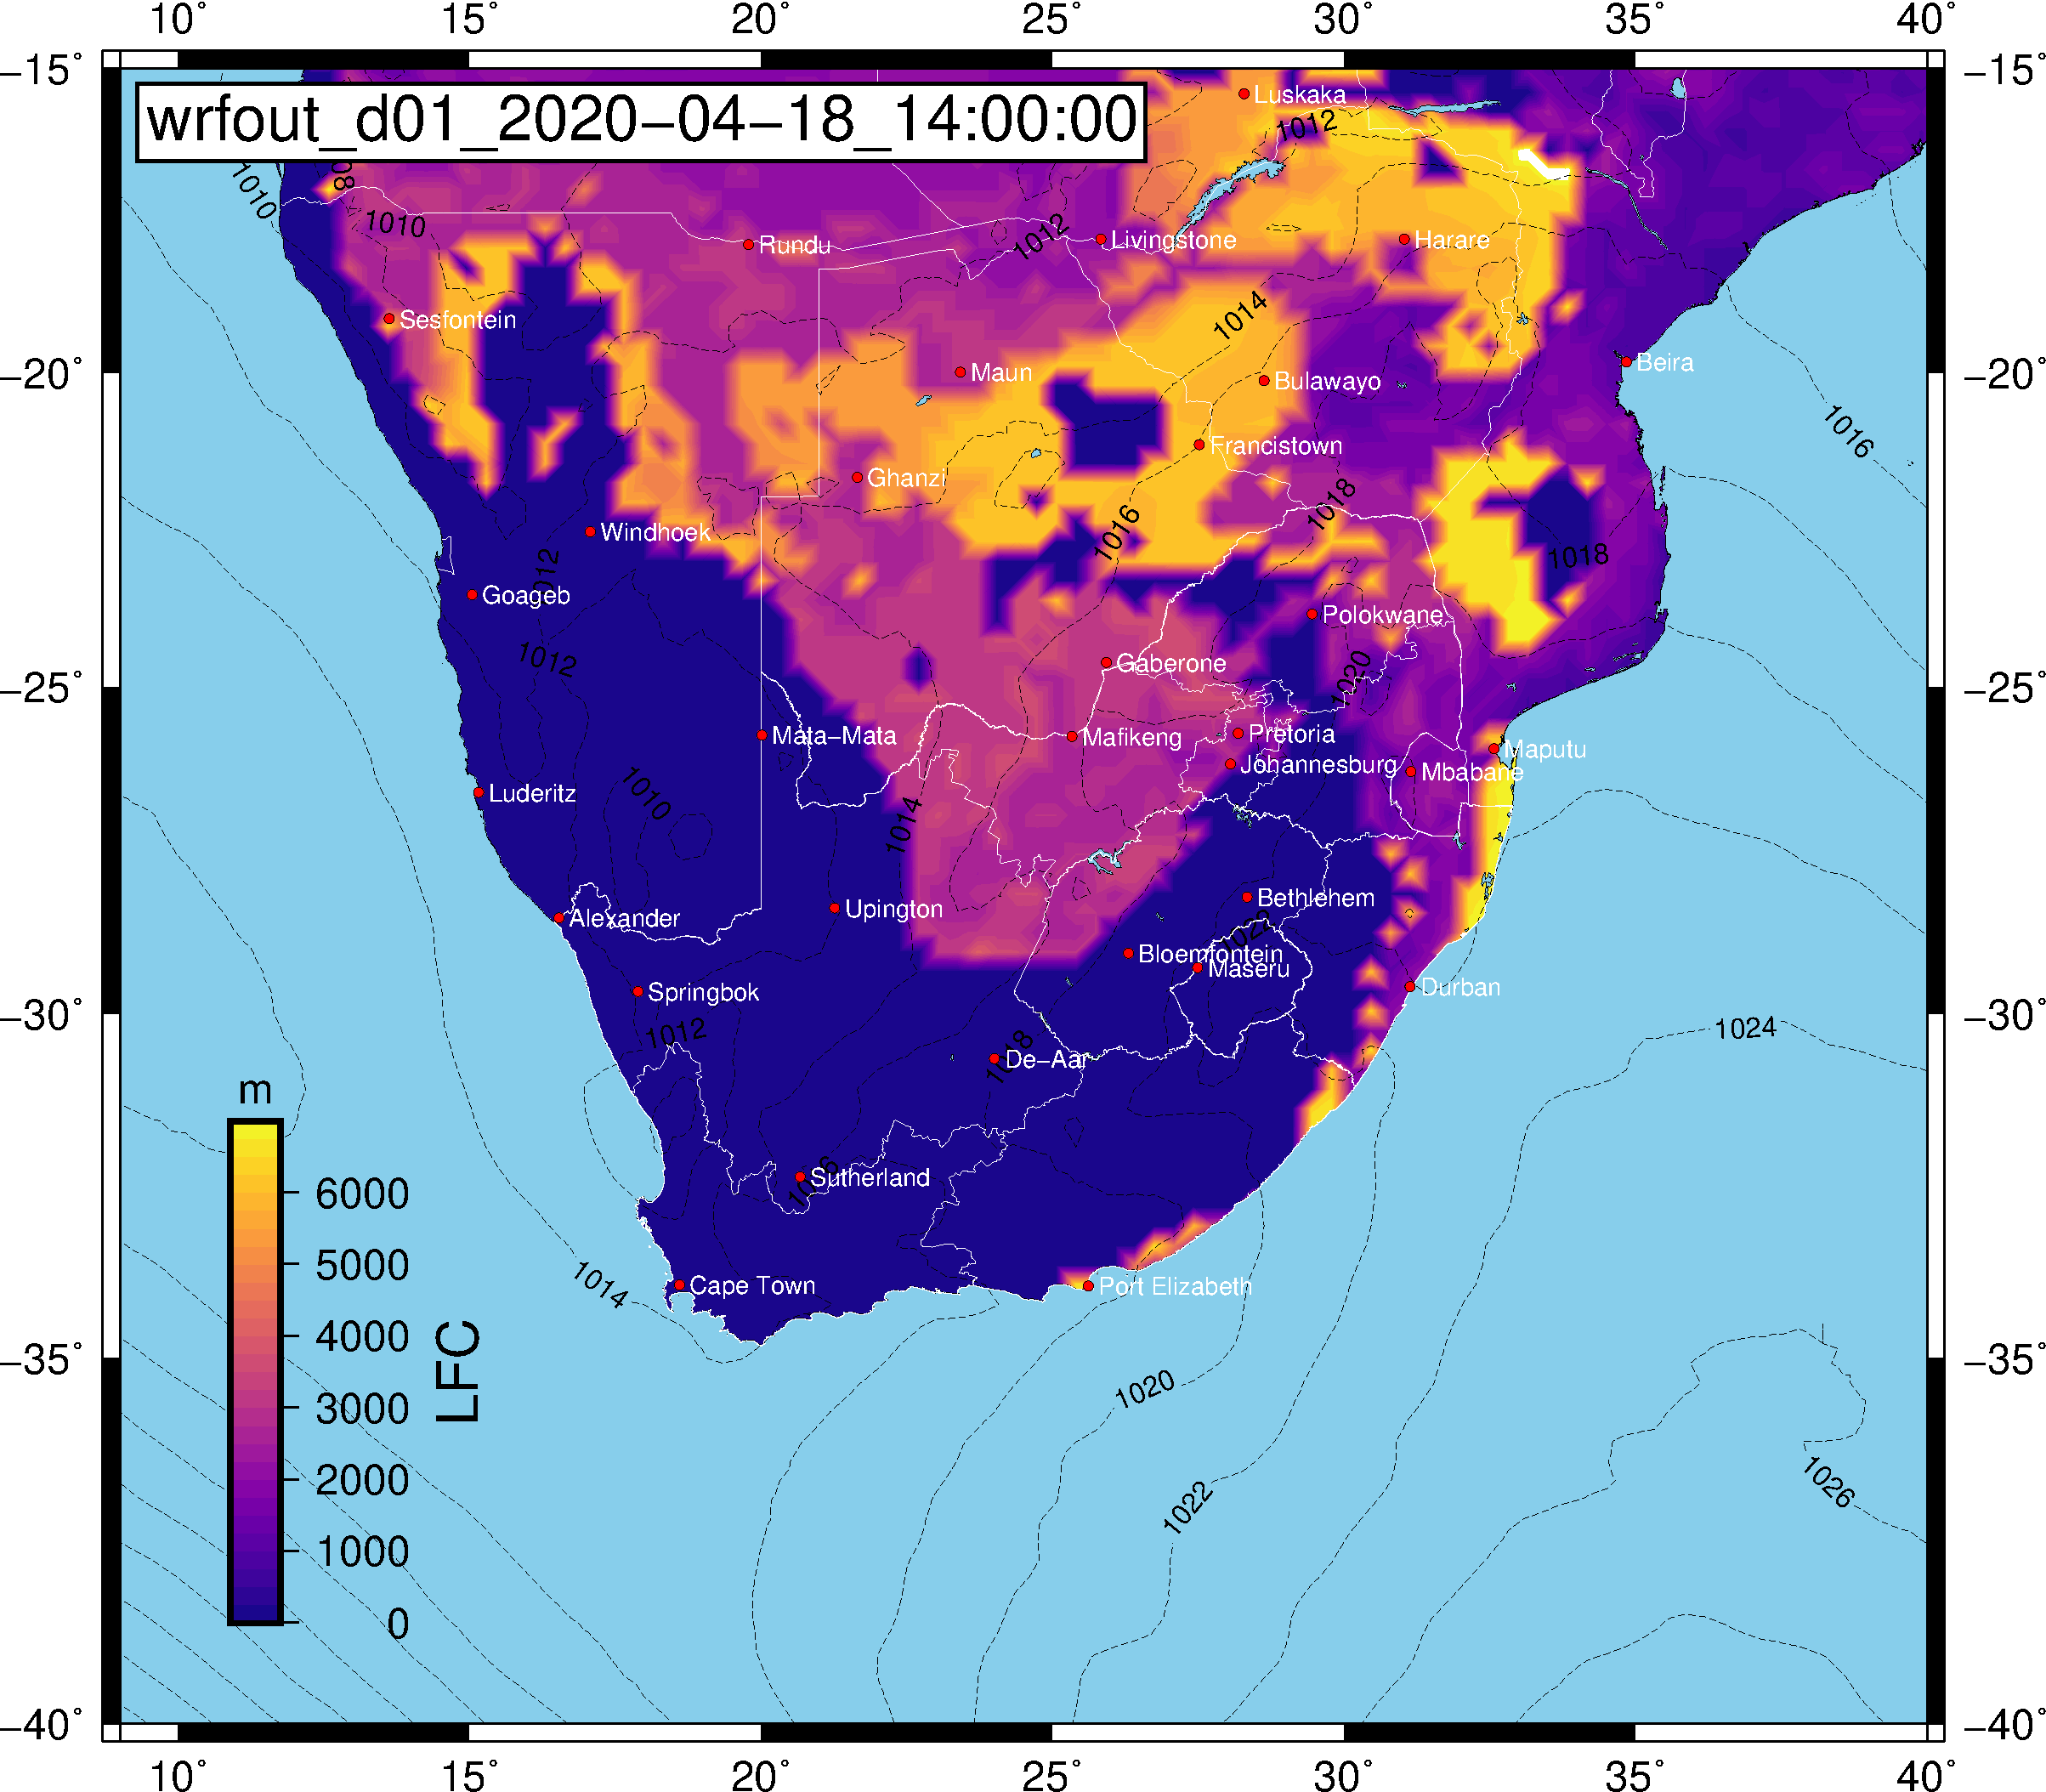 10° 15° 20° 25° 30° 35° 40°
−15° −15°
wrfout_d01_2020−04−18_14:00:00
Luskaka
1012
1010
08
1010
1012
Rundu
Livingstone
Harare
1014
Sesfontein
−20° −20°
Maun
Bulawayo
Beira
1016
Francistown
Ghanzi
1018
1016
Windhoek
1012
1018
Goageb
Polokwane
1012
Gaberone
1020
−25° −25°
Mata−Mata
Mafikeng
Pretoria
Maputu
Johannesburg
Mbabane
Luderitz
1010
1014
Bethlehem
Upington
Alexander
1022
Bloemfontein
Maseru
Springbok
Durban
−30° −30°
1012
1024
1018
De−Aar
m
Sutherland
6000
5000
4000
3000
2000
1000
0
LFC
1014
Cape Town
Port Elizabeth
−35° −35°
1020
1022
1026
−40° −40°
10° 15° 20° 25° 30° 35° 40°